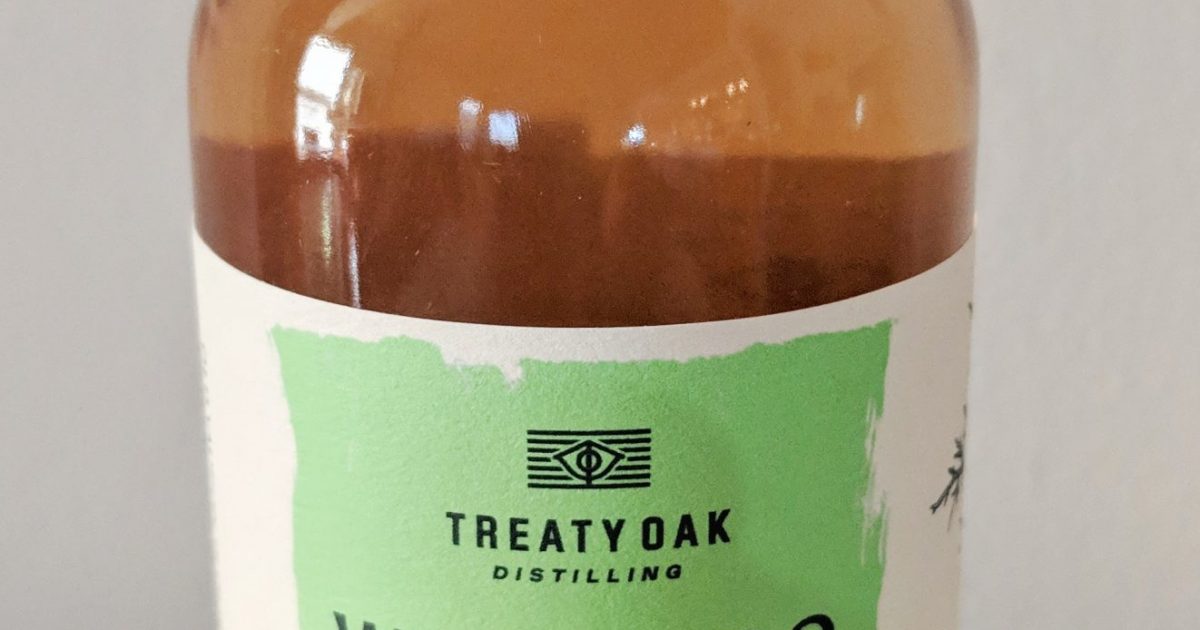 TREATY OAK
DISTILLING